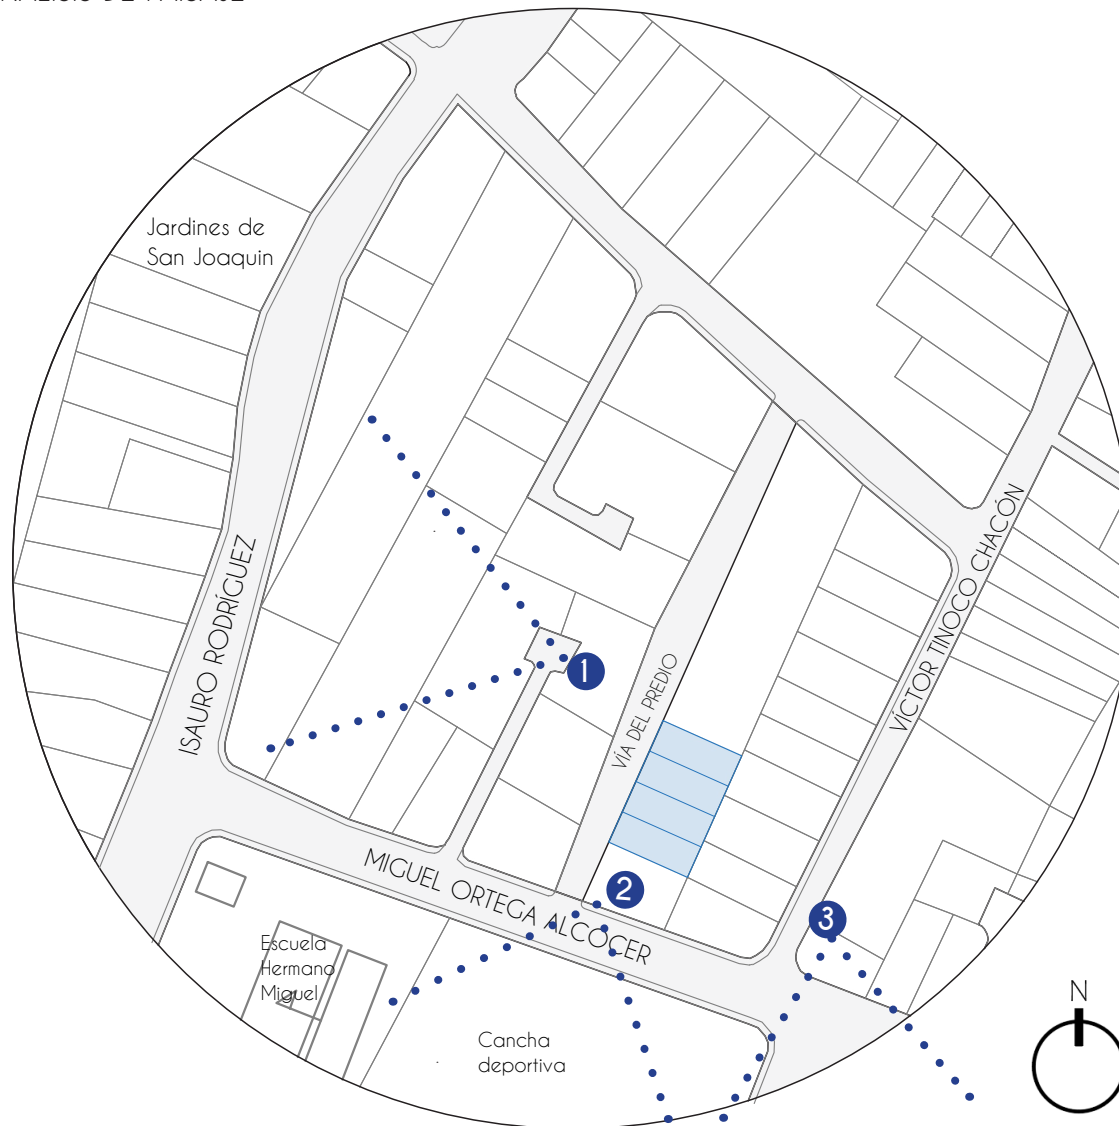 Jardines de
San Joaquin
ISAURO RODRÍGUEZ
VÍCTOR TINOCO CHACÓN
1
VÍA DEL PREDIO
2
MIGUEL ORTEGA ALCOCER
3
Escuela
Hermano
Miguel
Cancha
deportiva
N